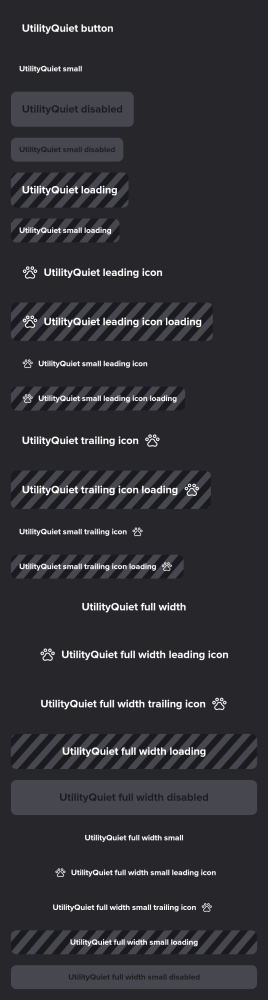 UtilityQuiet button
UtilityQuiet small
UtilityQuiet disabled
UtilityQuiet small disabled
UtilityQuiet loading
UtilityQuiet small loading
UtilityQuiet leading icon
UtilityQuiet leading icon loading
UtilityQuiet small leading icon
UtilityQuiet small leading icon loading
UtilityQuiet trailing icon
UtilityQuiet trailing icon loading
UtilityQuiet small trailing icon
UtilityQuiet small trailing icon loading
UtilityQuiet full width
UtilityQuiet full width leading icon
UtilityQuiet full width trailing icon
UtilityQuiet full width loading
UtilityQuiet full width disabled
UtilityQuiet full width small
UtilityQuiet full width small leading icon
UtilityQuiet full width small trailing icon
UtilityQuiet full width small loading
UtilityQuiet full width small disabled